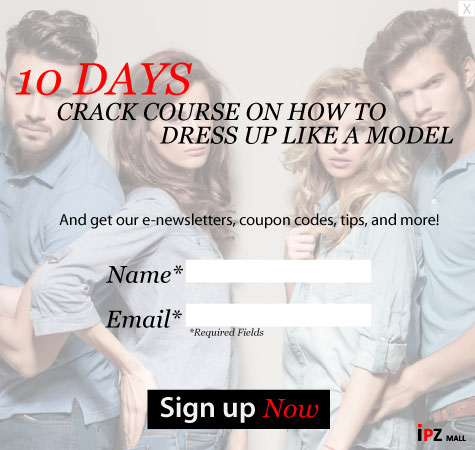 X
10 DAYS
CRACK COURSE ON HOW TO
DRESS UP LIKE A MODEL
And get our e-newsletters, coupon codes, tips, and more!
Name*
Email*
*Required Fields
Sign up Now
iPZ MALL